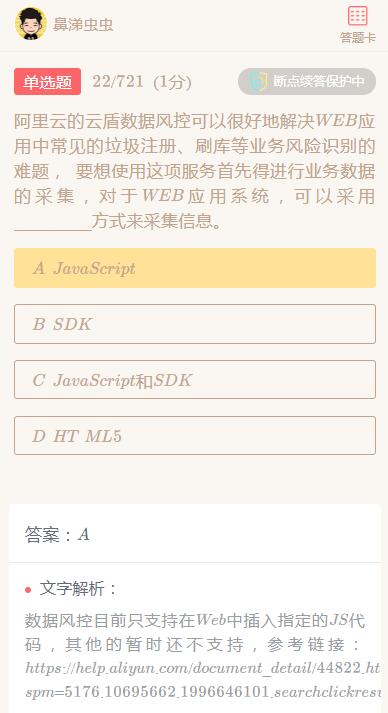 鼻涕虫虫
答题卡
单选题 22/721 (1分)
断点续答保护中
阿里云的云盾数据风控可以很好地解决WEB应
用中常见的垃圾注册、刷库等业务风险识别的
难题， 要想使用这项服务首先得进行业务数据
的采集，对于WEB应用系统，可以采用
________方式来采集信息。
A JavaScript
B SDK
C JavaScript和SDK
D HT ML5
答案：A
文字解析：
数据风控目前只支持在Web中插入指定的JS代
码，其他的暂时还不支持，参考链接：
https://help.aliyun.com/document_detail/44822.ht
spm=5176.10695662.1996646101.searchclickresu